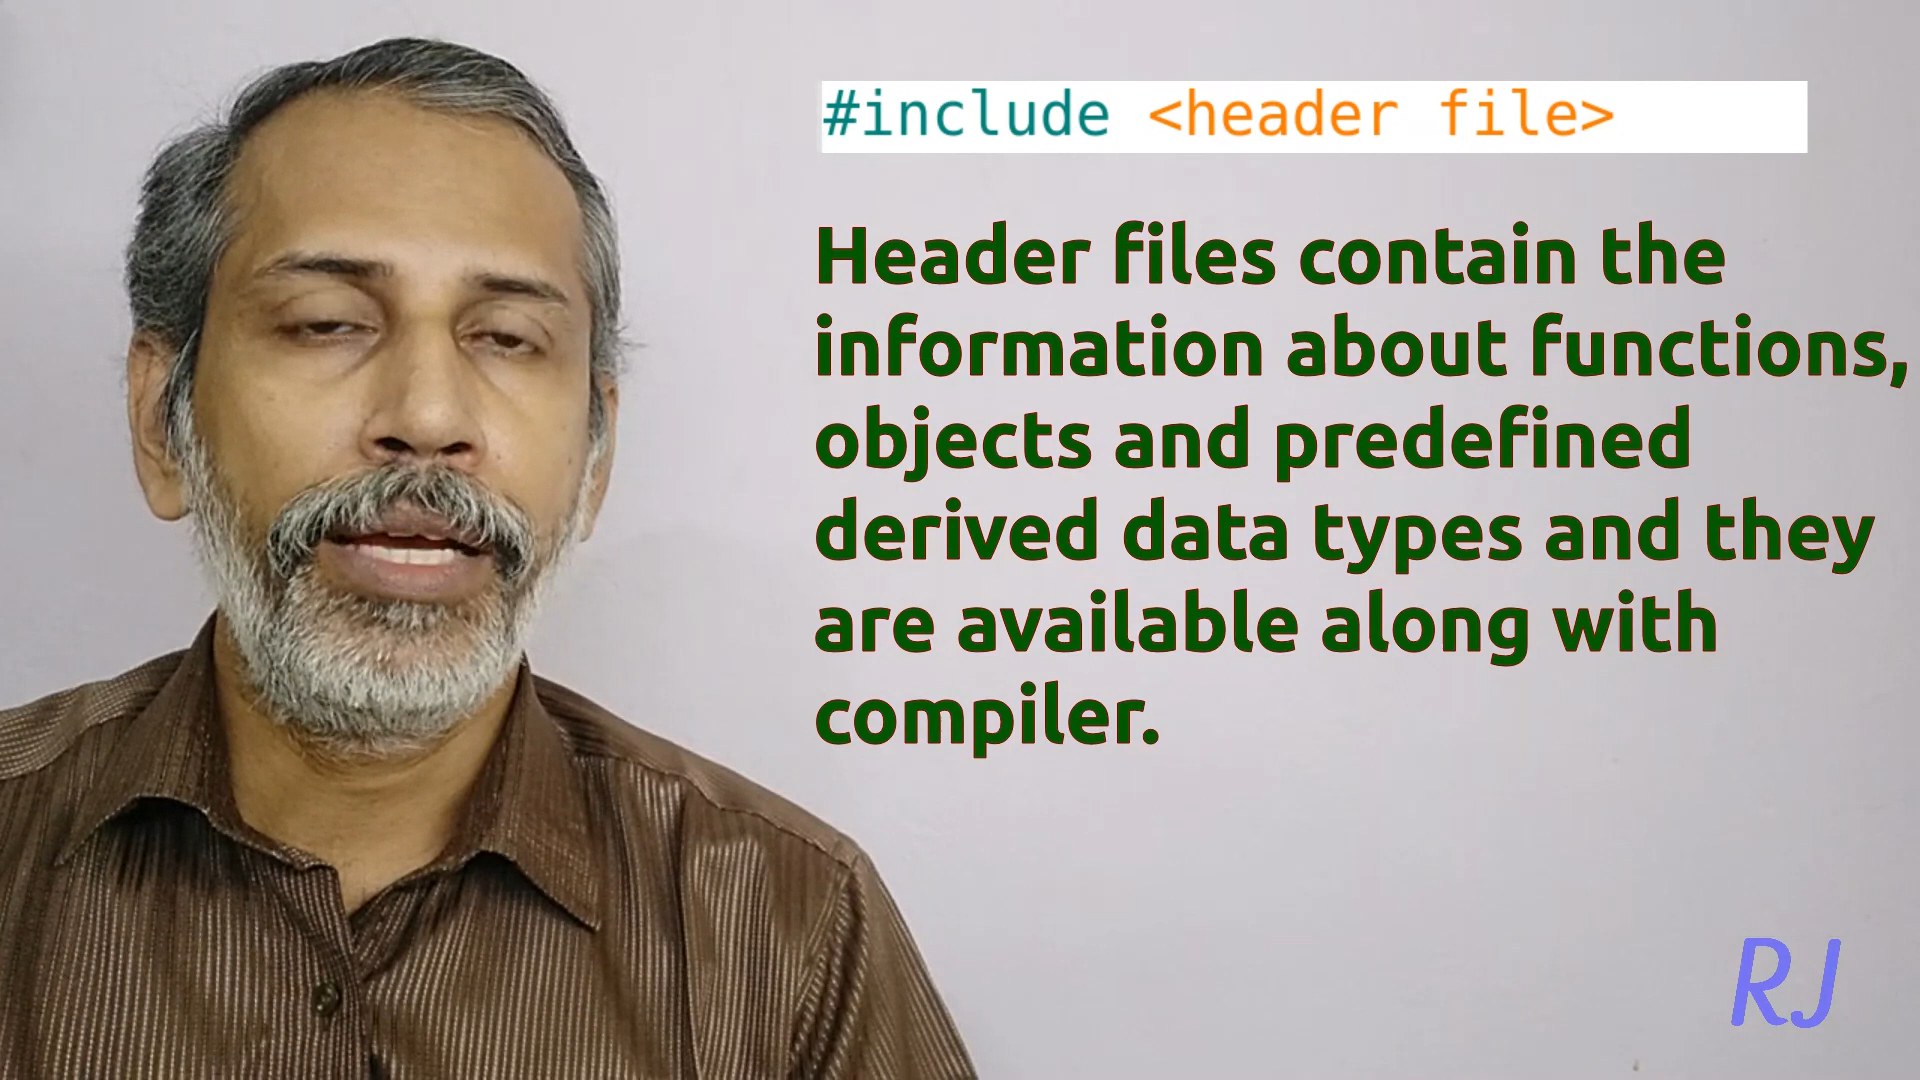 #include <header file>
Header files contain the
information about functions,
objects and predefined
derived data types and they
are available along with
compiler.
RJ